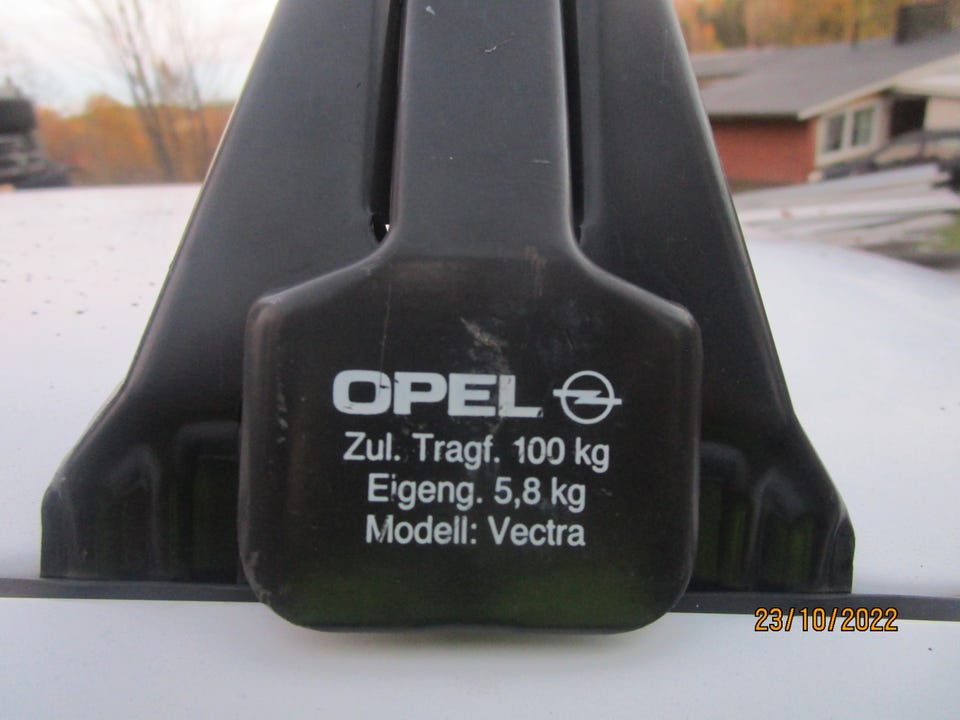 OPEL
Zul. Tragf. 100 kg
Eigeng. 5,8 kg
Modell: Vectra
23/10/2022